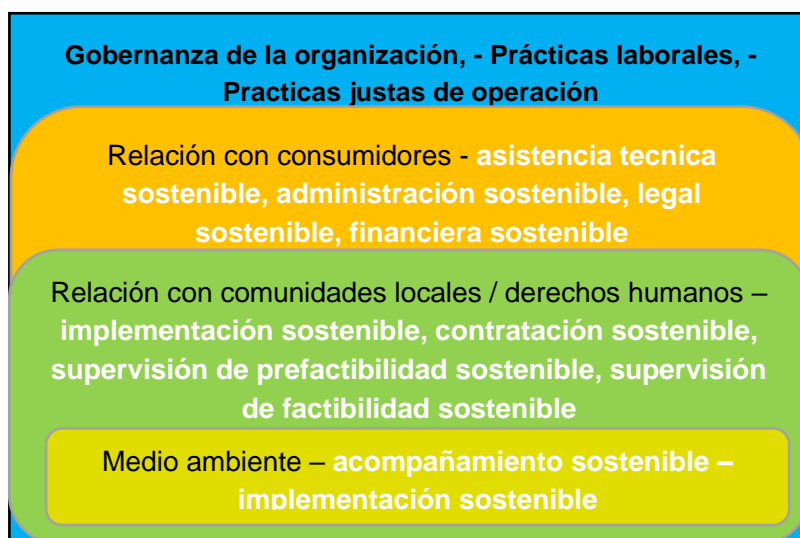 Gobernanza de la organización, - Prácticas laborales, -
Practicas justas de operación
Relación con consumidores - asistencia tecnica
sostenible, administración sostenible, legal
sostenible, financiera sostenible
Relación con comunidades locales / derechos humanos –
implementación sostenible, contratación sostenible,
supervisión de prefactibilidad sostenible, supervisión
de factibilidad sostenible
Medio ambiente – acompañamiento sostenible –
implementación sostenible